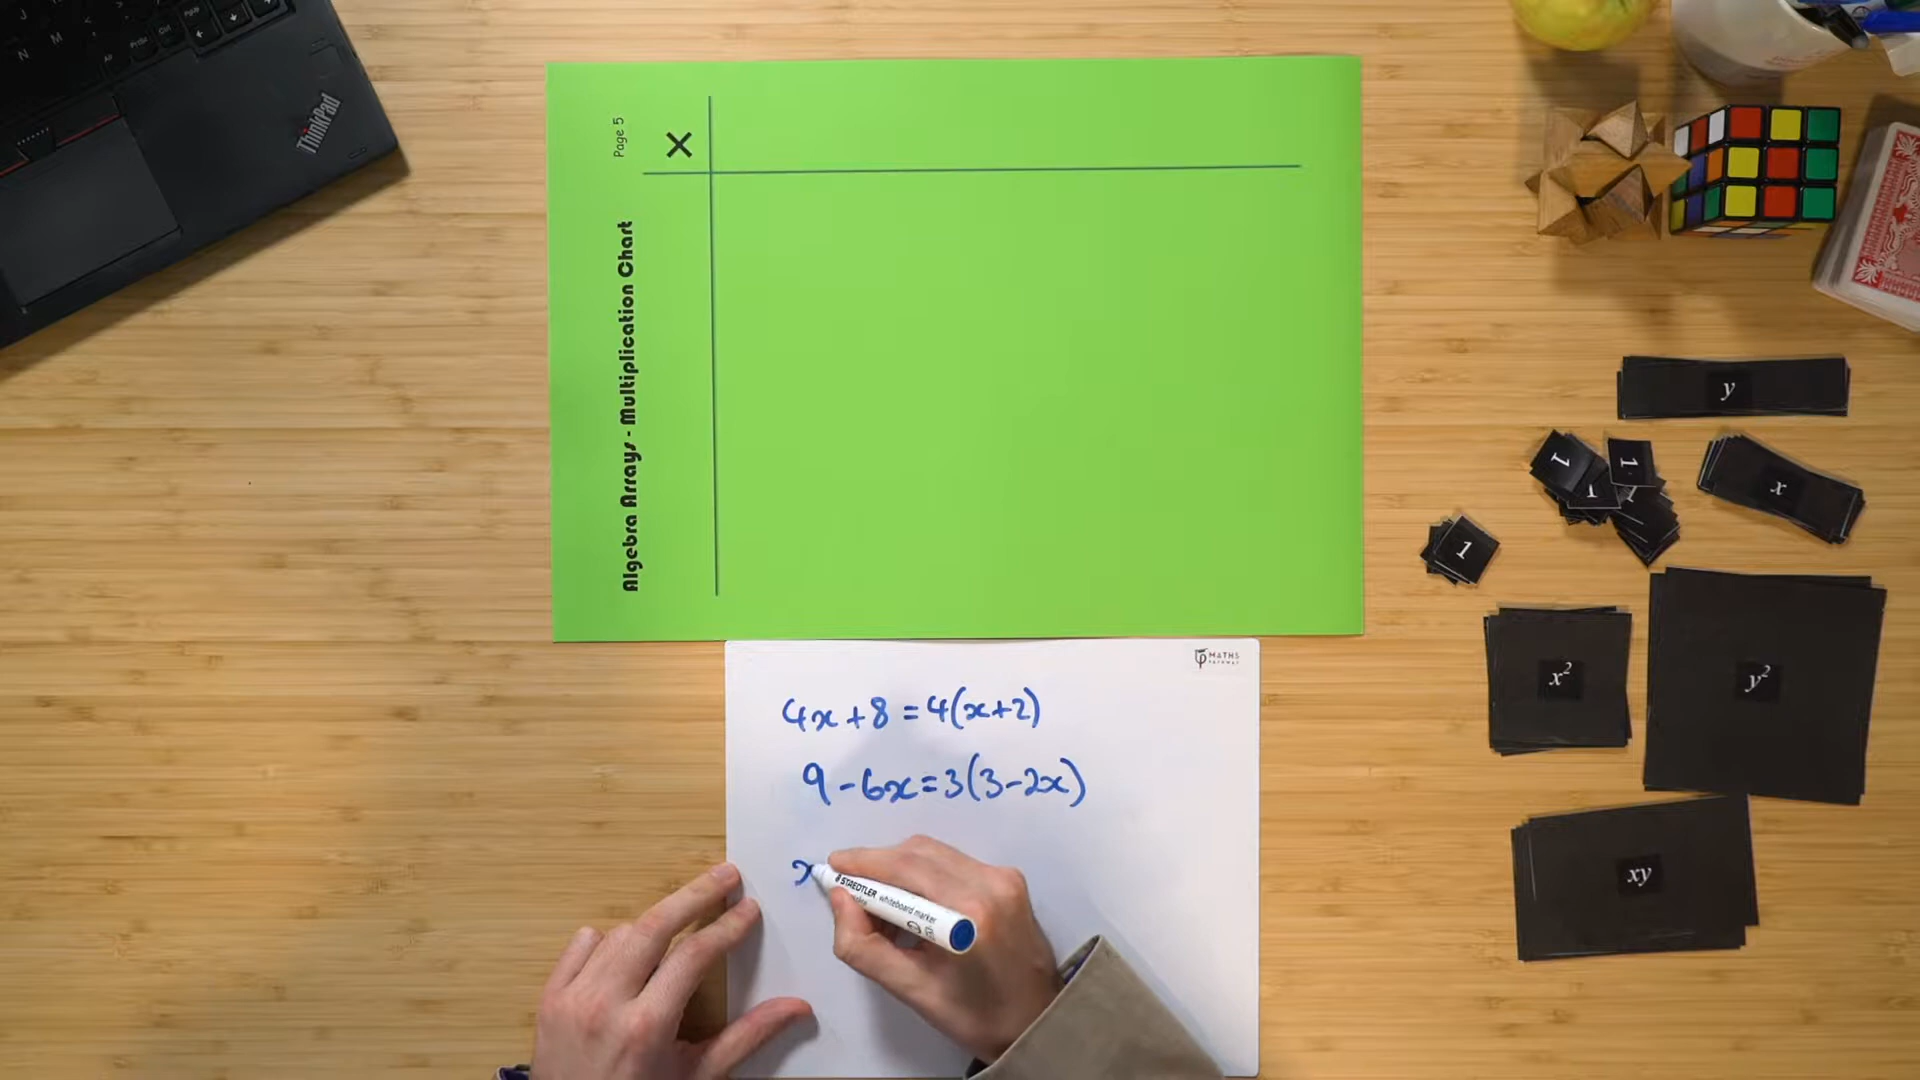 ThinkPad
Page 5
×
Algebra Arrays - Multiplication Chart
MATHS
PATHWAY
4x+8=4(x+2)
9-6x=3(3-2x)
x
STAEDTLER whiteboard marker
y
1
1
1
1
x
x²
y²
xy